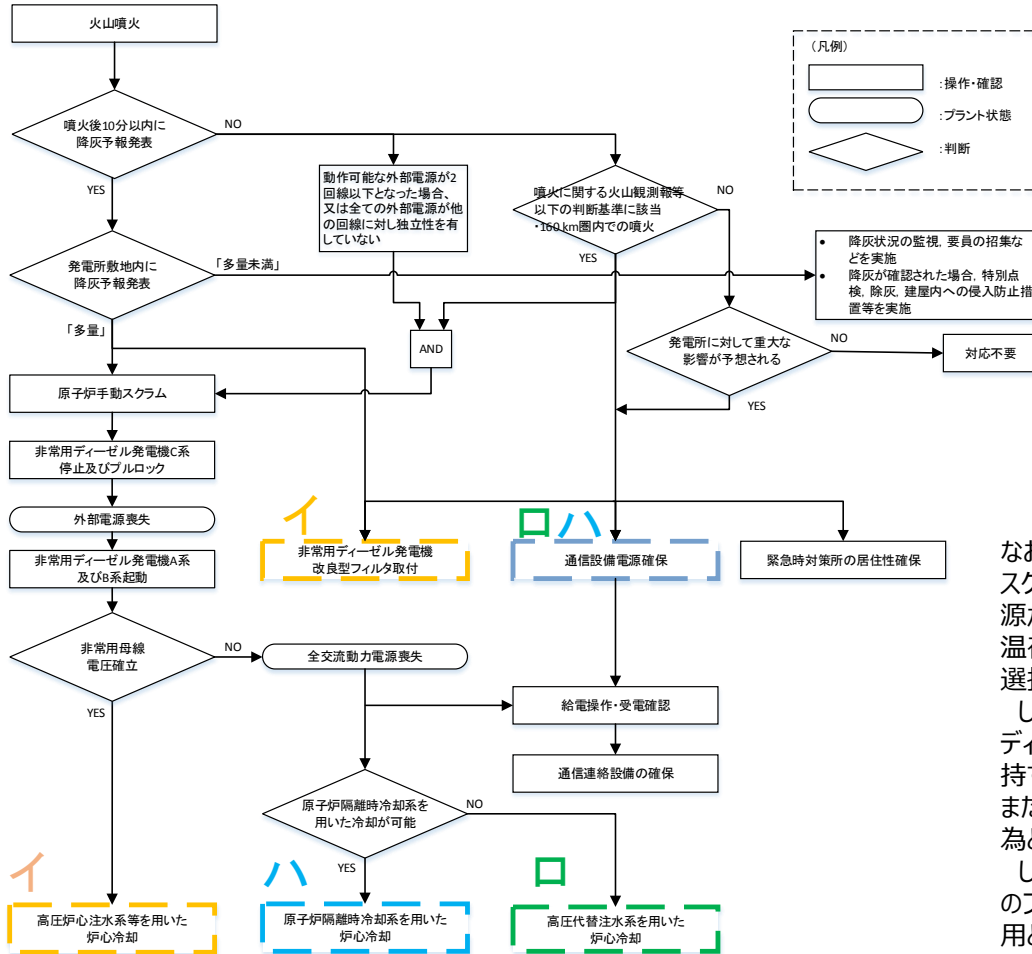 火山噴火
(凡例)
:操作・確認
:プラント状態
:判断
噴火後10分以内に
降灰予報発表
NO
YES
動作可能な外部電源が2
回線以下となった場合、
又は全ての外部電源が他
の回線に対し独立性を有
していない
噴火に関する火山観測報等
以下の判断基準に該当
・160 km圏内での噴火
NO
YES
発電所敷地内に
降灰予報発表
「多量未満」
「多量」
• 降灰状況の監視, 要員の招集な
どを実施
• 降灰が確認された場合, 特別点
検, 除灰, 建屋内への侵入防止措
置等を実施
AND
発電所に対して重大な
影響が予想される
NO
YES
対応不要
原子炉手動スクラム
非常用ディーゼル発電機C系
停止及びプルロック
外部電源喪失
非常用ディーゼル発電機A系
及びB系起動
イ
非常用ディーゼル発電機
改良型フィルタ取付
ロハ
通信設備電源確保
緊急時対策所の居住性確保
非常用母線
電圧確立
NO
YES
全交流動力電源喪失
給電操作・受電確認
通信連絡設備の確保
原子炉隔離時冷却系を
用いた冷却が可能
NO
YES
イ
高圧炉心注水系等を用いた
炉心冷却
ハ
原子炉隔離時冷却系を用いた
炉心冷却
ロ
高圧代替注水系を用いた
炉心冷却
なお
スク
源が
温
選
し
ディ
持
また
為
し
のフ
用